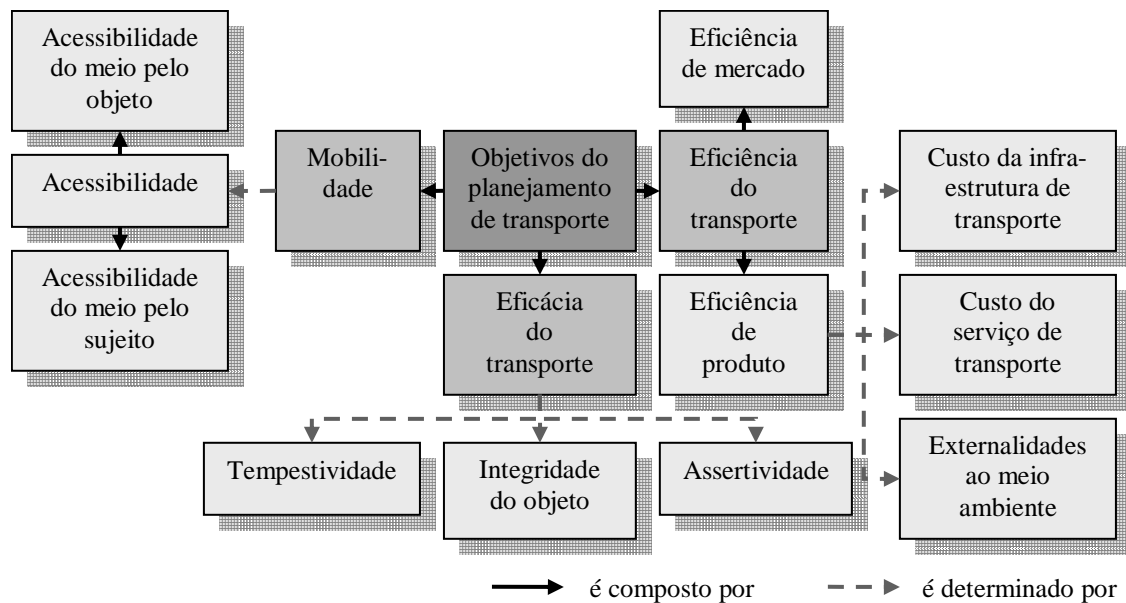 Acessibilidade
do meio pelo
objeto
Eficiência
de mercado
Acessibilidade
Mobili-
dade
Objetivos do
planejamento
de transporte
Eficiência
do
transporte
Custo da infra-
estrutura de
transporte
Acessibilidade
do meio pelo
sujeito
Eficácia
do
transporte
Eficiência
de
produto
Custo do
serviço de
transporte
Tempestividade
Integridade
do objeto
Assertividade
Externalidades
ao meio
ambiente
é composto por
é determinado por